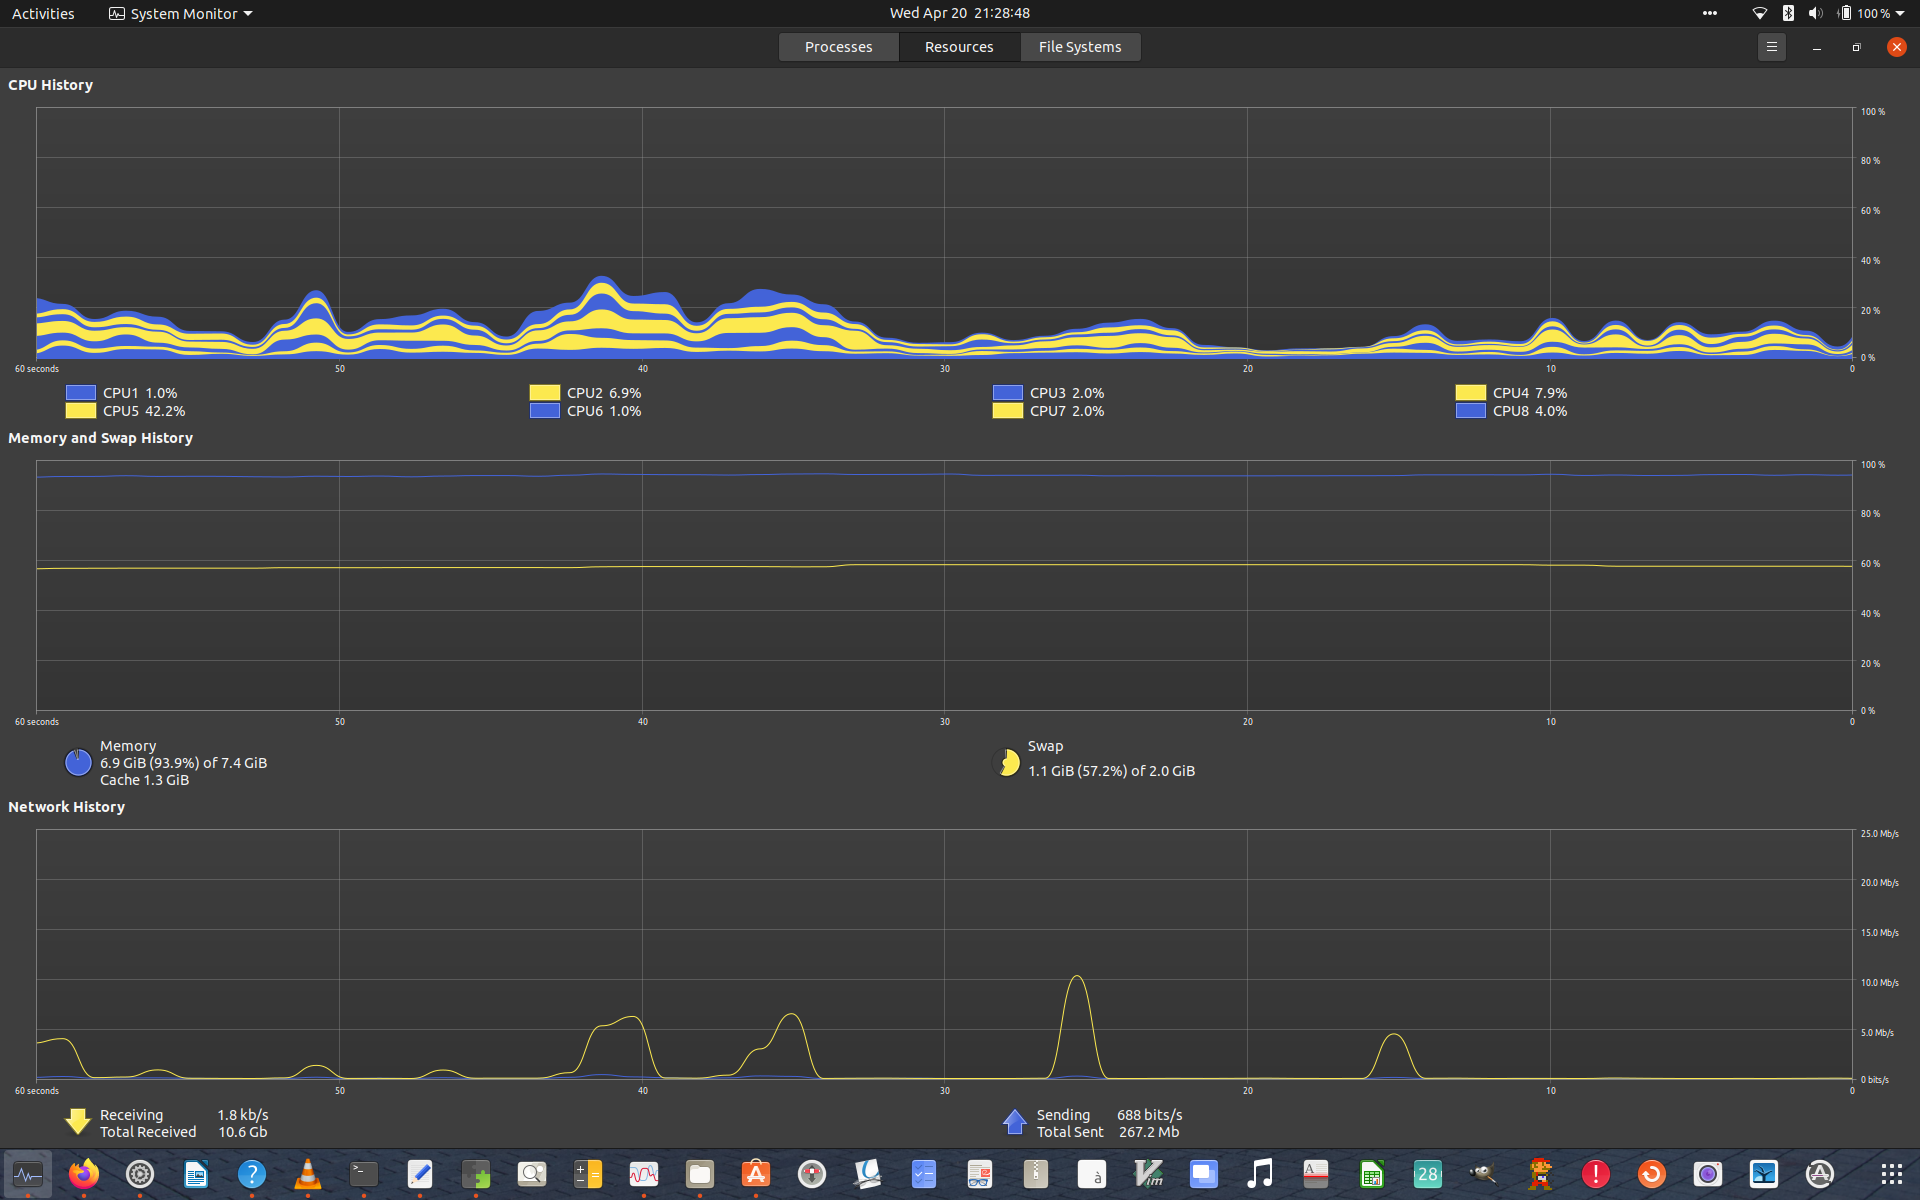 Activities System Monitor Wed Apr 20 21:28:48 100 %
Processes Resources File Systems
CPU History
100 %
80 %
60 %
40 %
20 %
0 %
60 seconds 50 40 30 20 10 0
CPU1 1.0% CPU2 6.9% CPU3 2.0% CPU4 7.9%
CPU5 42.2% CPU6 1.0% CPU7 2.0% CPU8 4.0%
Memory and Swap History
100 %
80 %
60 %
40 %
20 %
0 %
60 seconds 50 40 30 20 10 0
Memory
6.9 GiB (93.9%) of 7.4 GiB
Cache 1.3 GiB
Swap
1.1 GiB (57.2%) of 2.0 GiB
Network History
25.0 Mb/s
20.0 Mb/s
15.0 Mb/s
10.0 Mb/s
5.0 Mb/s
0 bits/s
60 seconds 50 40 30 20 10 0
Receiving 1.8 kb/s
Total Received 10.6 Gb
Sending 688 bits/s
Total Sent 267.2 Mb
? >_ à Vim A 28 !